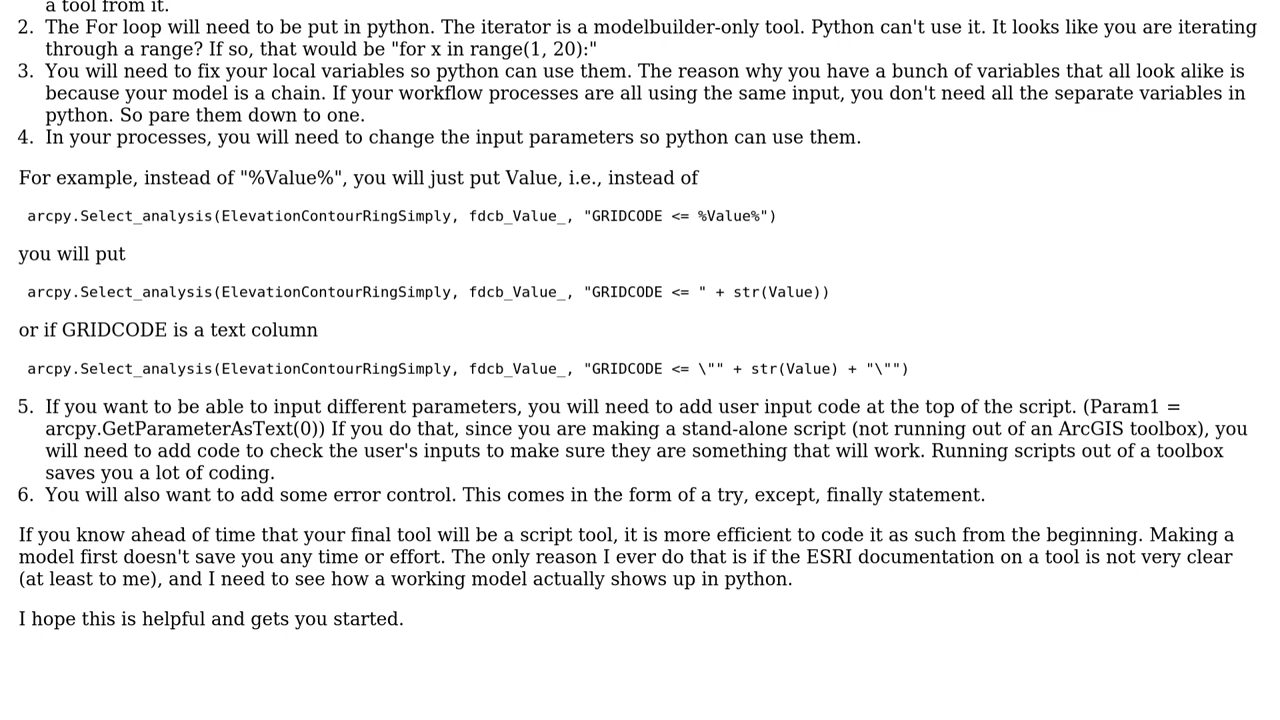 a tool from it.
2. The For loop will need to be put in python. The iterator is a modelbuilder-only tool. Python can't use it. It looks like you are iterating
through a range? If so, that would be "for x in range(1, 20):"
3. You will need to fix your local variables so python can use them. The reason why you have a bunch of variables that all look alike is
because your model is a chain. If your workflow processes are all using the same input, you don't need all the separate variables in
python. So pare them down to one.
4. In your processes, you will need to change the input parameters so python can use them.
For example, instead of "%Value%", you will just put Value, i.e., instead of
arcpy.Select_analysis(ElevationContourRingSimply, fdcb_Value_, "GRIDCODE <= %Value%")
you will put
arcpy.Select_analysis(ElevationContourRingSimply, fdcb_Value_, "GRIDCODE <= " + str(Value))
or if GRIDCODE is a text column
arcpy.Select_analysis(ElevationContourRingSimply, fdcb_Value_, "GRIDCODE <= \"" + str(Value) + "\"")
5. If you want to be able to input different parameters, you will need to add user input code at the top of the script. (Param1 =
arcpy.GetParameterAsText(0)) If you do that, since you are making a stand-alone script (not running out of an ArcGIS toolbox), you
will need to add code to check the user's inputs to make sure they are something that will work. Running scripts out of a toolbox
saves you a lot of coding.
6. You will also want to add some error control. This comes in the form of a try, except, finally statement.
If you know ahead of time that your final tool will be a script tool, it is more efficient to code it as such from the beginning. Making a
model first doesn't save you any time or effort. The only reason I ever do that is if the ESRI documentation on a tool is not very clear
(at least to me), and I need to see how a working model actually shows up in python.
I hope this is helpful and gets you started.